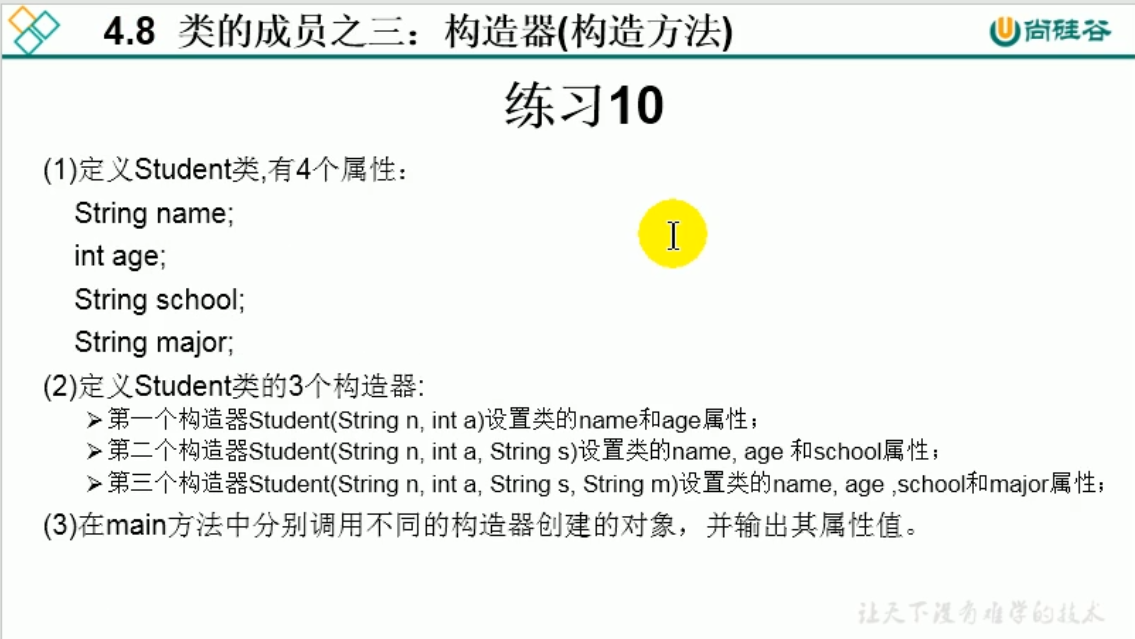 4.8 类的成员之三：构造器(构造方法)
尚硅谷
练习10
(1)定义Student类,有4个属性：
String name;
int age;
String school;
String major;
(2)定义Student类的3个构造器:
➢第一个构造器Student(String n, int a)设置类的name和age属性；
➢第二个构造器Student(String n, int a, String s)设置类的name, age 和school属性；
➢第三个构造器Student(String n, int a, String s, String m)设置类的name, age ,school和major属性；
(3)在main方法中分别调用不同的构造器创建的对象，并输出其属性值。
让天下没有难学的技术